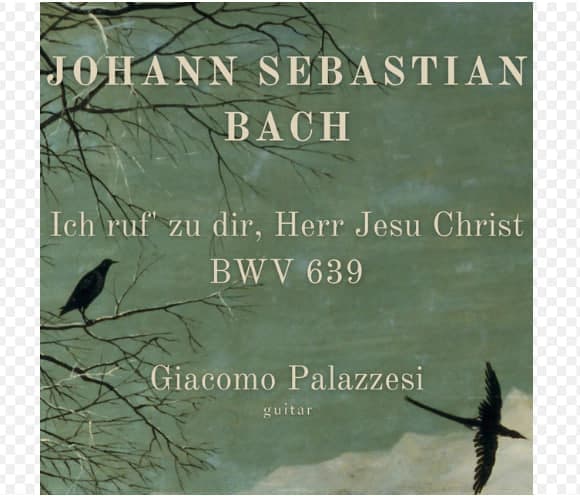 JOHANN SEBASTIAN
BACH
Ich ruf' zu dir, Herr Jesu Christ
BWV 639
Giacomo Palazzesi
guitar